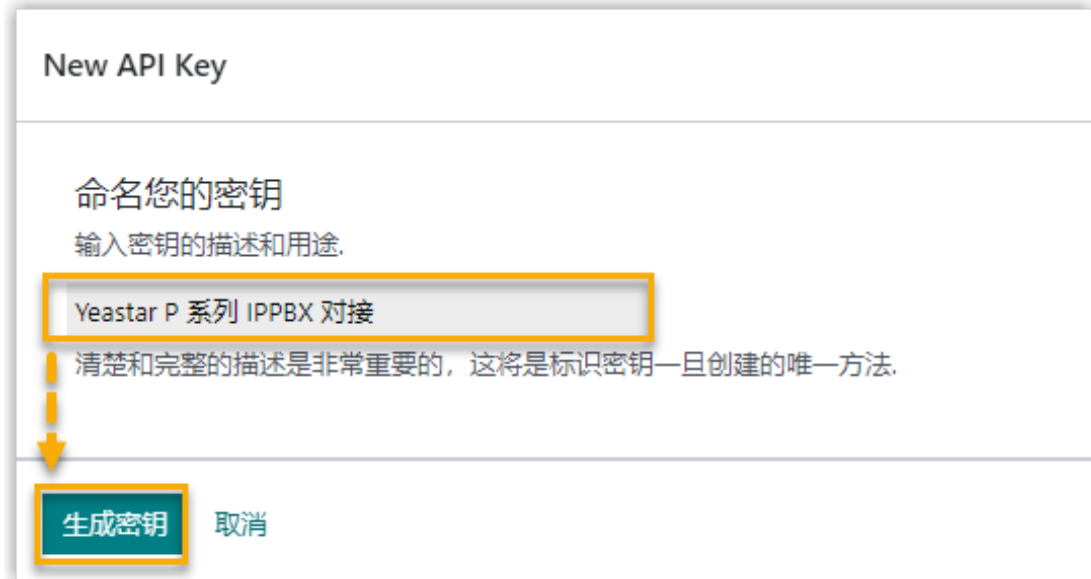 New API Key
命名您的密钥
输入密钥的描述和用途.
Yeastar P 系列 IPPBX 对接
清楚和完整的描述是非常重要的，这将是标识密钥一旦创建的唯一方法.
生成密钥 取消